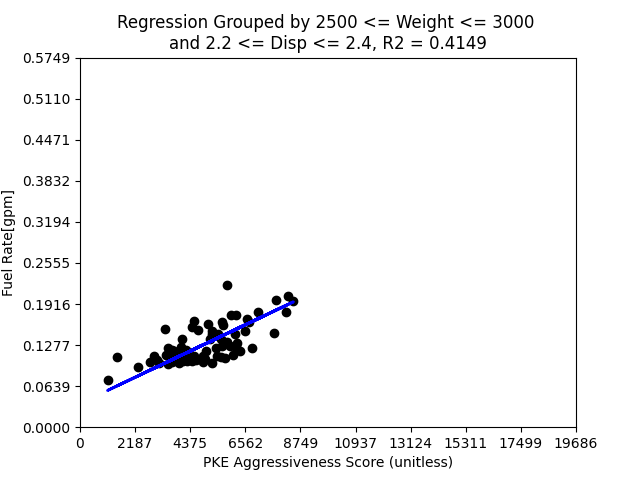 Regression Grouped by 2500 <= Weight <= 3000
and 2.2 <= Disp <= 2.4, R2 = 0.4149
0.5749
0.5110
0.4471
0.3832
0.3194
0.2555
0.1916
0.1277
0.0639
0.0000
Fuel Rate[gpm]
0 2187 4375 6562 8749 10937 13124 15311 17499 19686
PKE Aggressiveness Score (unitless)